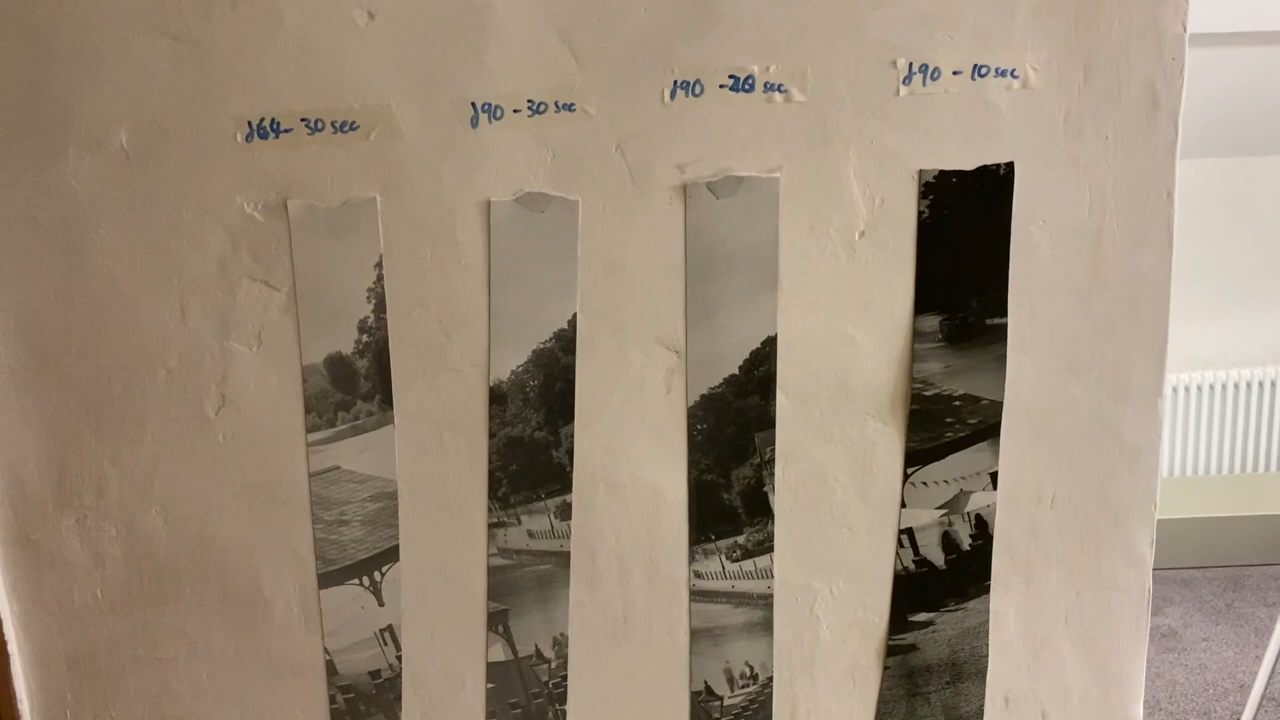 f64- 30 sec
f90 - 30 sec
f90 - 20 sec
f90 - 10 sec